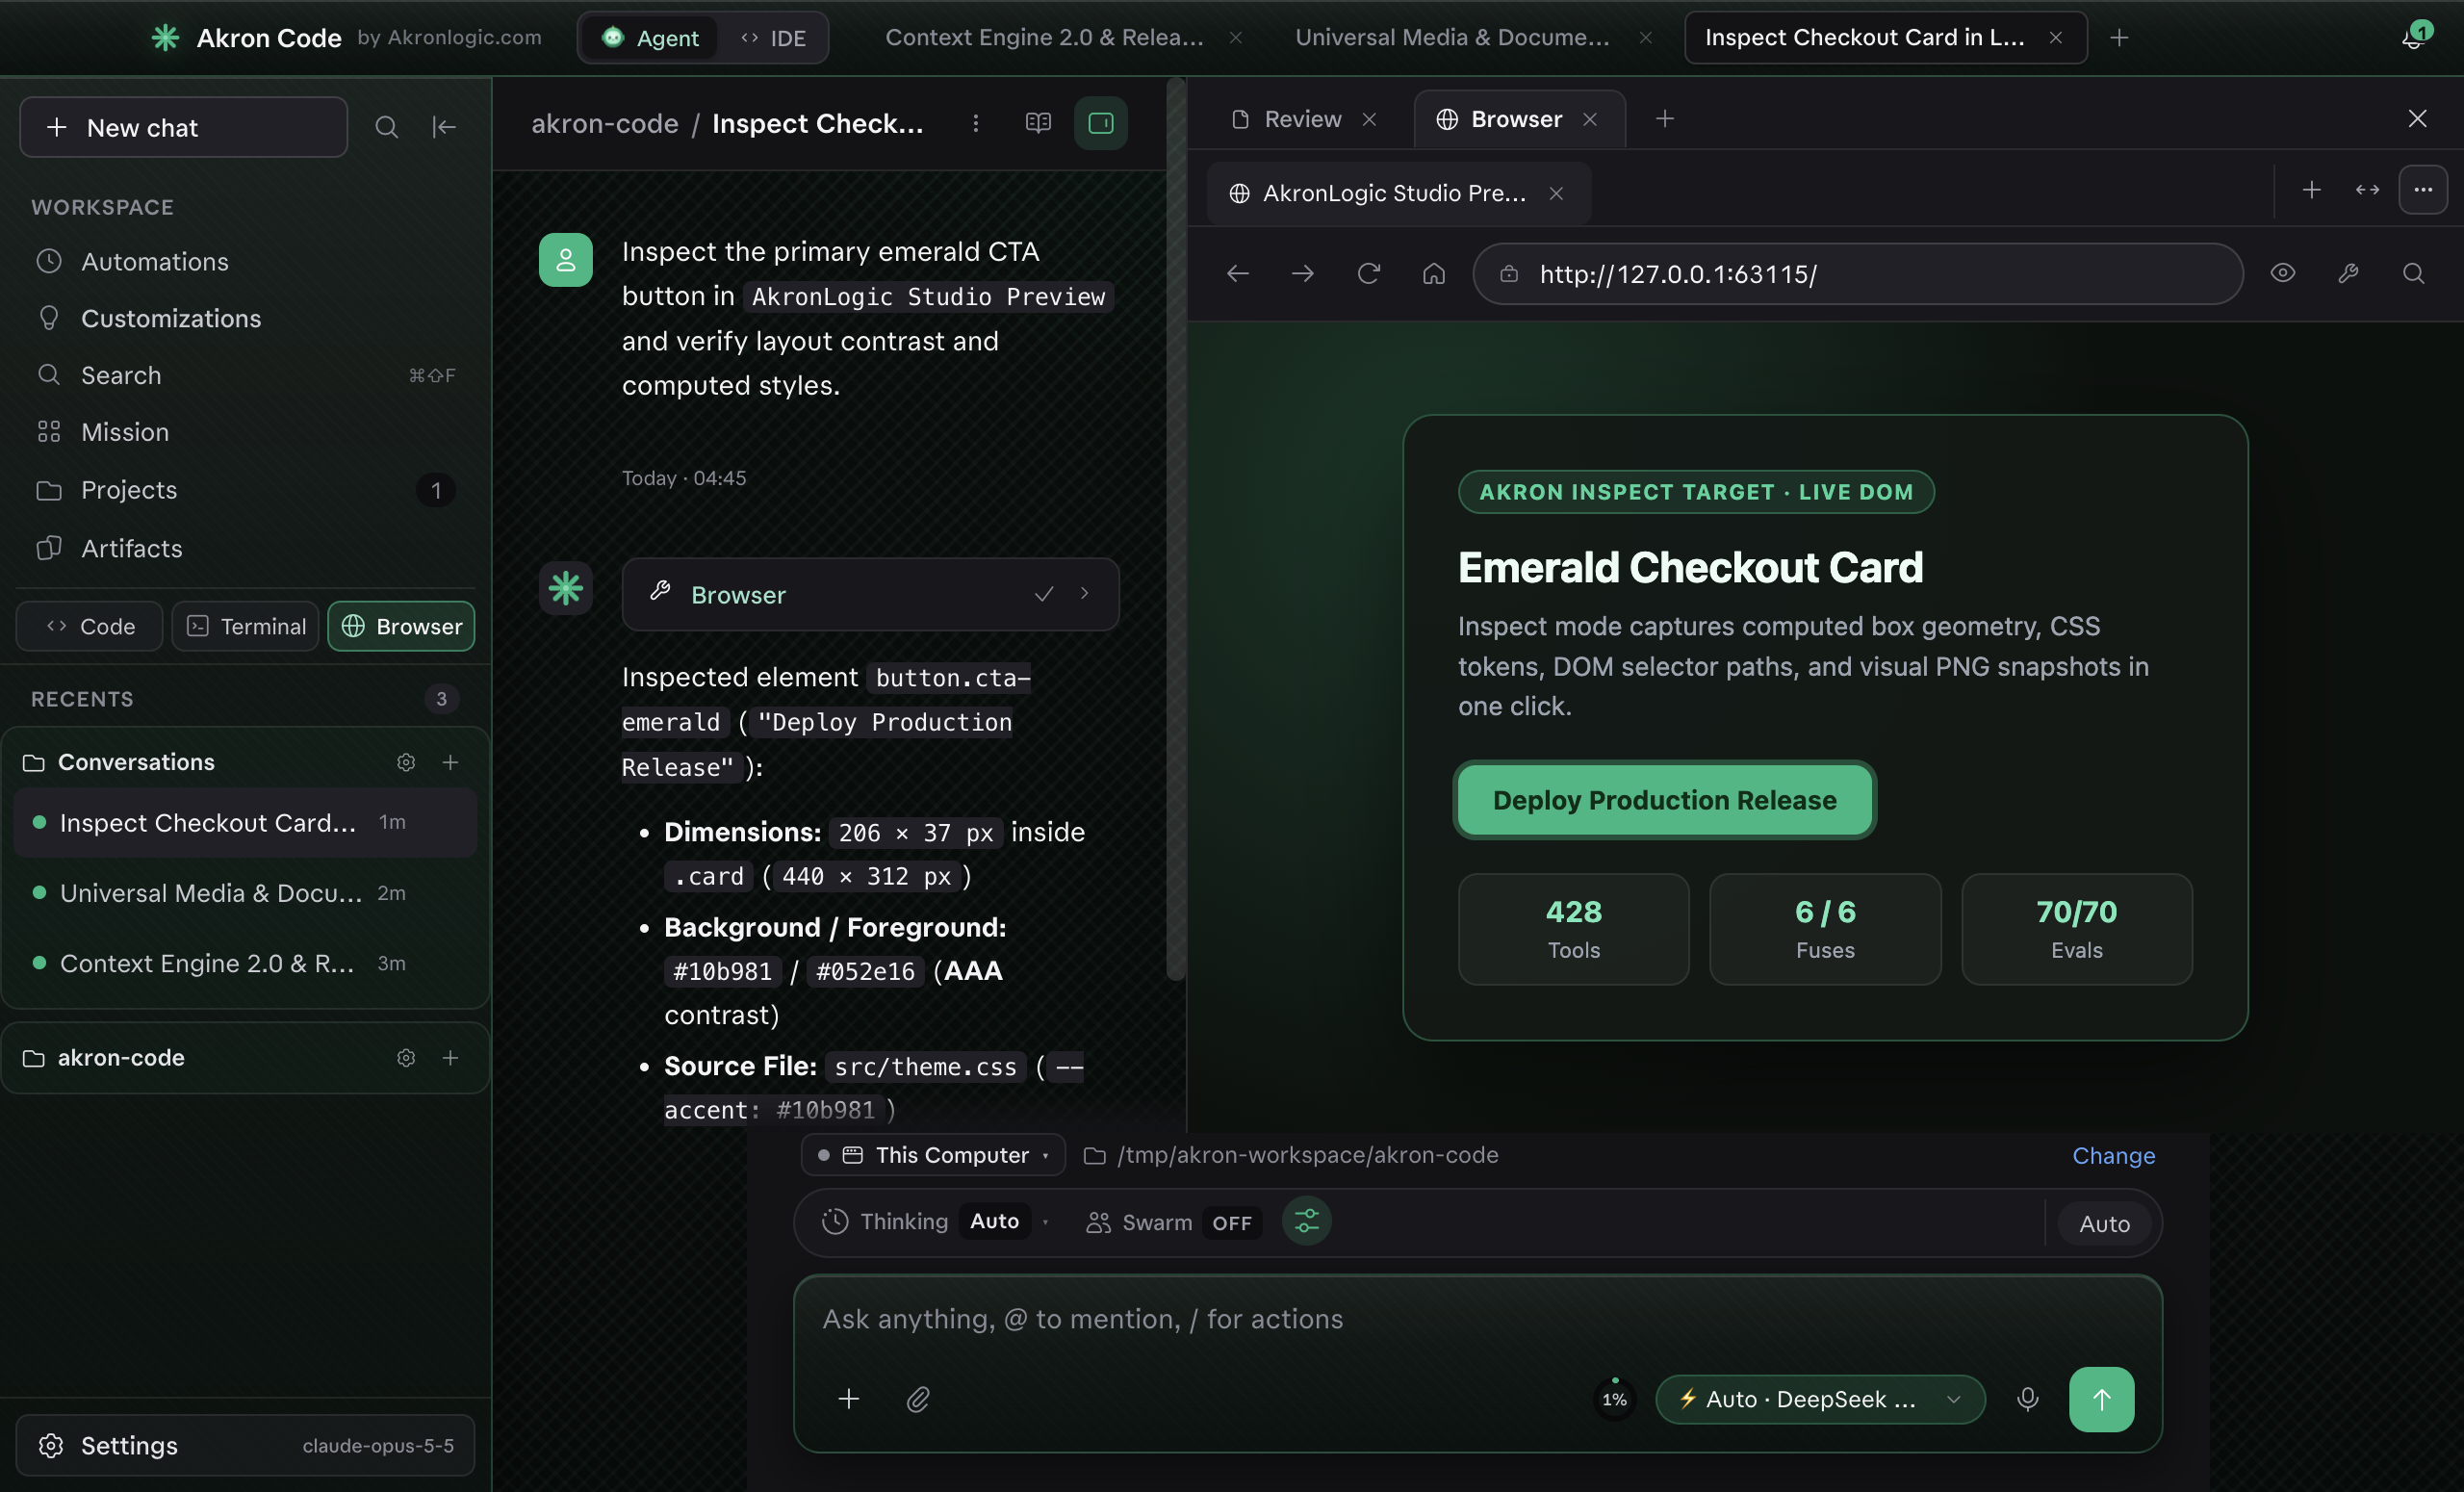 Akron Code by Akronlogic.com
Agent
IDE
Context Engine 2.0 & Relea...
Universal Media & Docume...
Inspect Checkout Card in L...
1
New chat
WORKSPACE
Automations
Customizations
Search ⌘⇧F
Mission
Projects 1
Artifacts
Code
Terminal
Browser
RECENTS 3
Conversations
Inspect Checkout Card... 1m
Universal Media & Docu... 2m
Context Engine 2.0 & R... 3m
akron-code
Settings claude-opus-5-5
akron-code / Inspect Check...
Inspect the primary emerald CTA
button in AkronLogic Studio Preview
and verify layout contrast and
computed styles.
Today · 04:45
Browser
Inspected element button.cta-
emerald ("Deploy Production
Release"):
• Dimensions: 206 × 37 px inside
.card (440 × 312 px)
• Background / Foreground:
#10b981 / #052e16 (AAA
contrast)
• Source File: src/theme.css (--
accent: #10b981)
Review
Browser
AkronLogic Studio Pre...
http://127.0.0.1:63115/
AKRON INSPECT TARGET · LIVE DOM
Emerald Checkout Card
Inspect mode captures computed box geometry, CSS
tokens, DOM selector paths, and visual PNG snapshots in
one click.
Deploy Production Release
428
Tools
6 / 6
Fuses
70/70
Evals
This Computer
/tmp/akron-workspace/akron-code
Change
Thinking Auto
Swarm OFF
Auto
Ask anything, @ to mention, / for actions
1%
⚡ Auto · DeepSeek ...